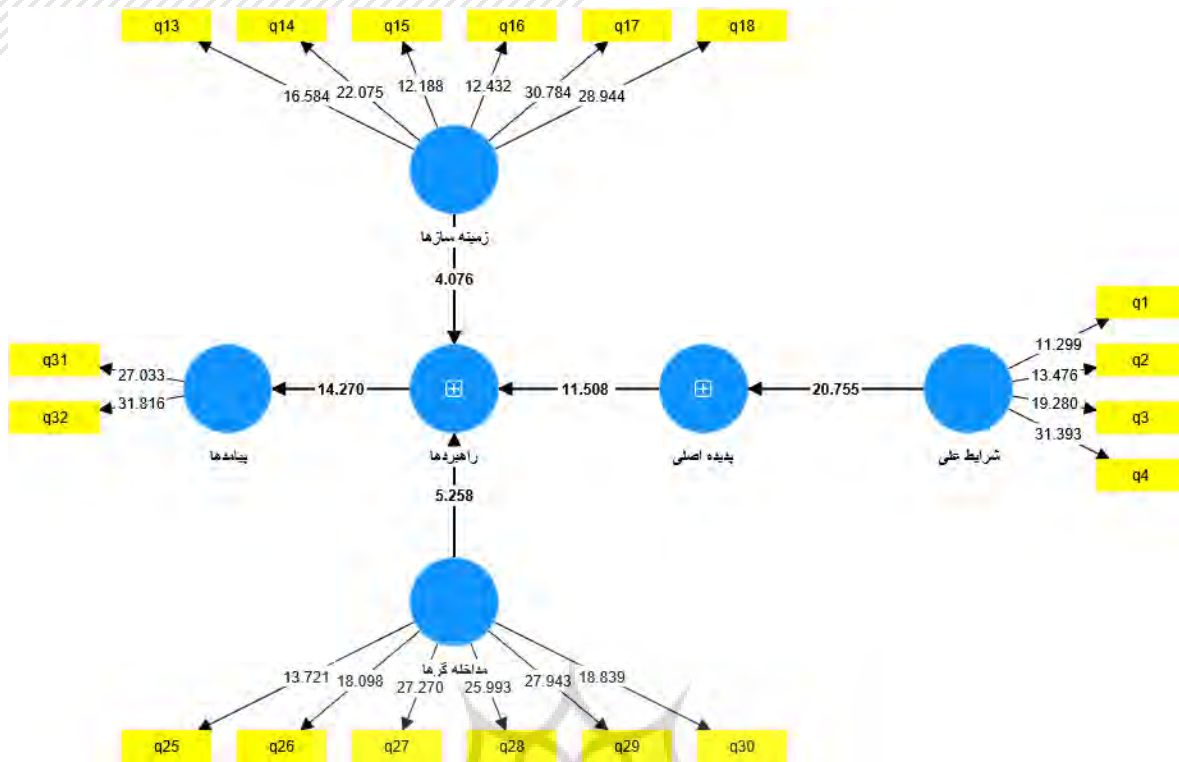 q13 q14 q15 q16 q17 q18
16.584 22.075 12.188 12.432 30.784 28.944
زمینه سازها
4.076
q1
q31
11.299
27.033
14.270
11.508
20.755
13.476
q2
q32
31.816
19.280
q3
31.393
پیامدها
راهبردها
پدیده اصلی
شرایط علی
q4
5.258
مداخله گرها
13.721 18.098 27.270 25.993 27.943 18.839
q25 q26 q27 q28 q29 q30